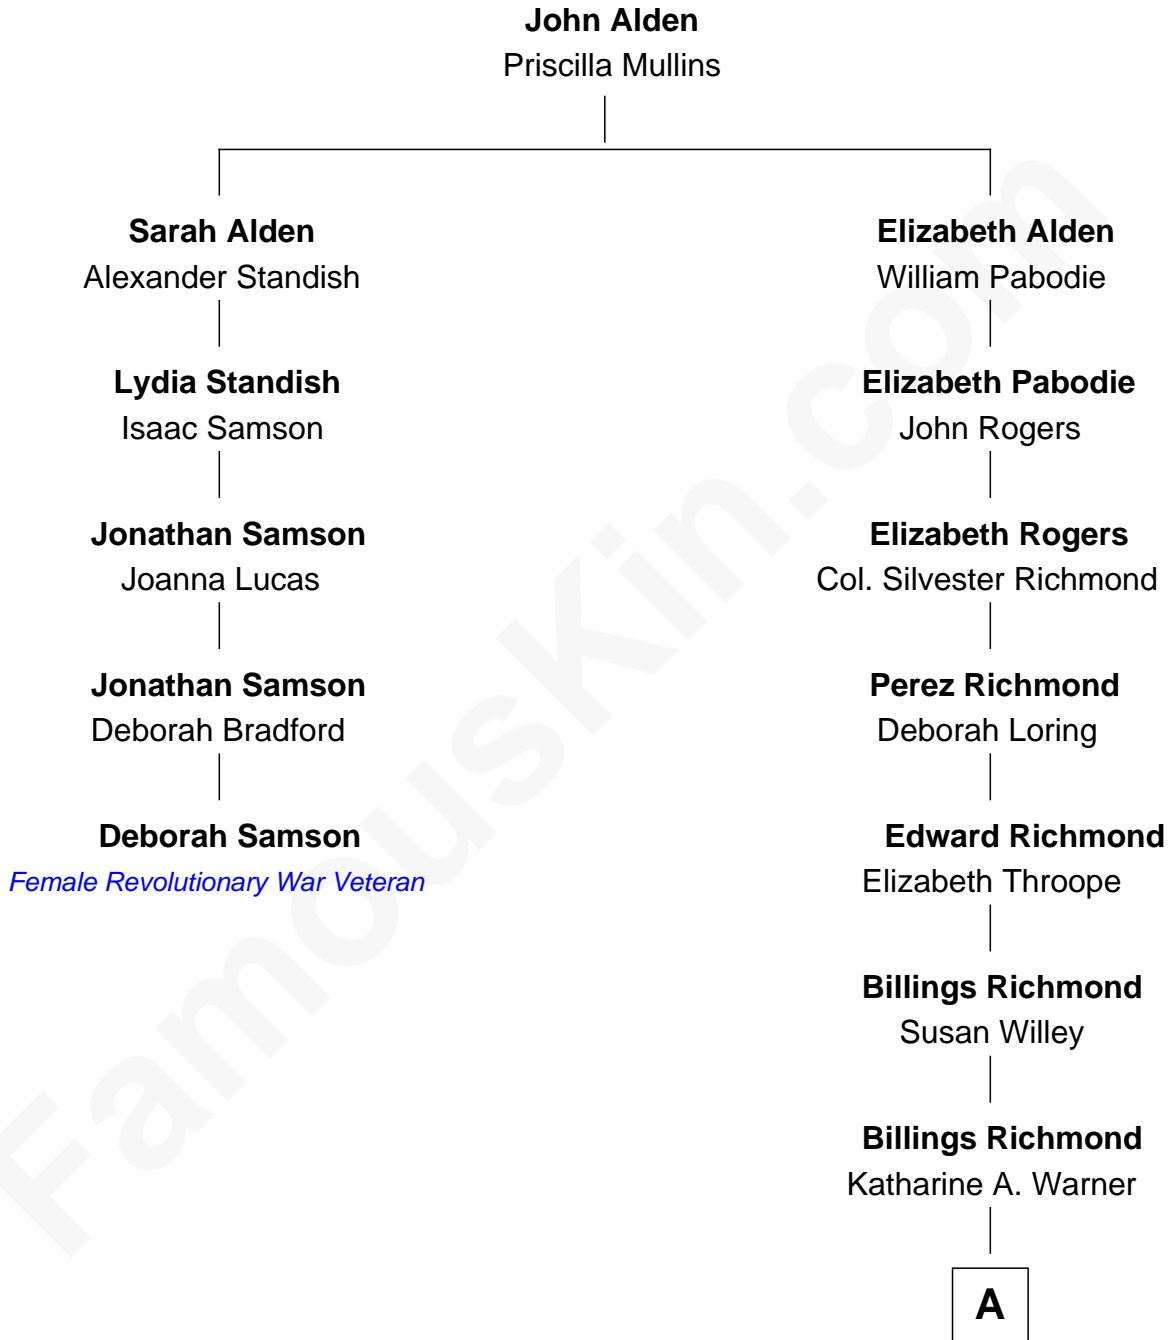 John Alden
Priscilla Mullins
Sarah Alden
Alexander Standish
Elizabeth Alden
William Pabodie
Lydia Standish
Isaac Samson
Elizabeth Pabodie
John Rogers
Jonathan Samson
Joanna Lucas
Elizabeth Rogers
Col. Silvester Richmond
Jonathan Samson
Deborah Bradford
Perez Richmond
Deborah Loring
Deborah Samson
Female Revolutionary War Veteran
Edward Richmond
Elizabeth Throope
Billings Richmond
Susan Willey
Billings Richmond
Katharine A. Warner
A
FamousKin.com